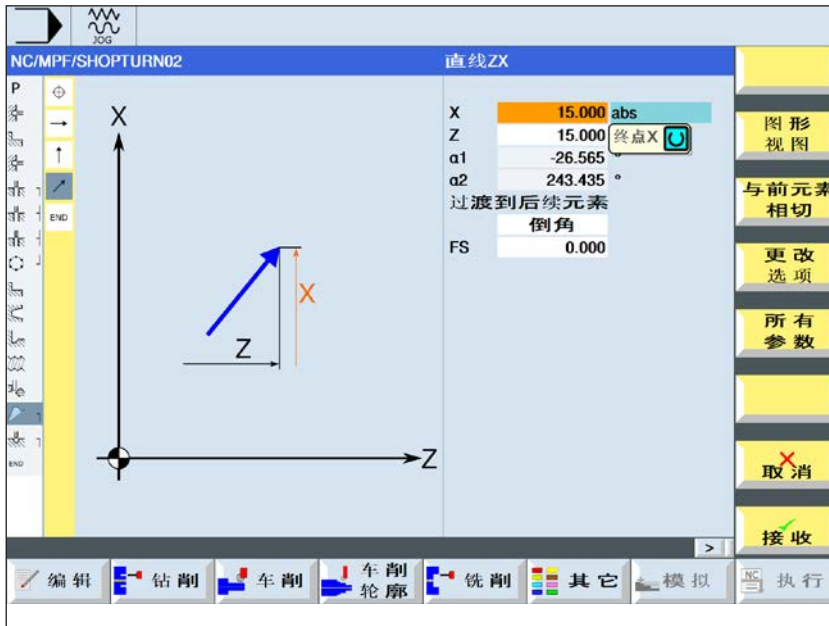 JOG
NC/MPF/SHOPTURN02
直线ZX
P
END
END
X
Z
X
Z
X 15.000 abs
Z 15.000 终点X
α1 -26.565 °
α2 243.435 °
过渡到后续元素
倒角
FS 0.000
图形
视图
与前元素
相切
更改
选项
所有
参数
取消
接收
>
编辑
钻削
车削
车削
轮廓
铣削
其它
模拟
NC
执行